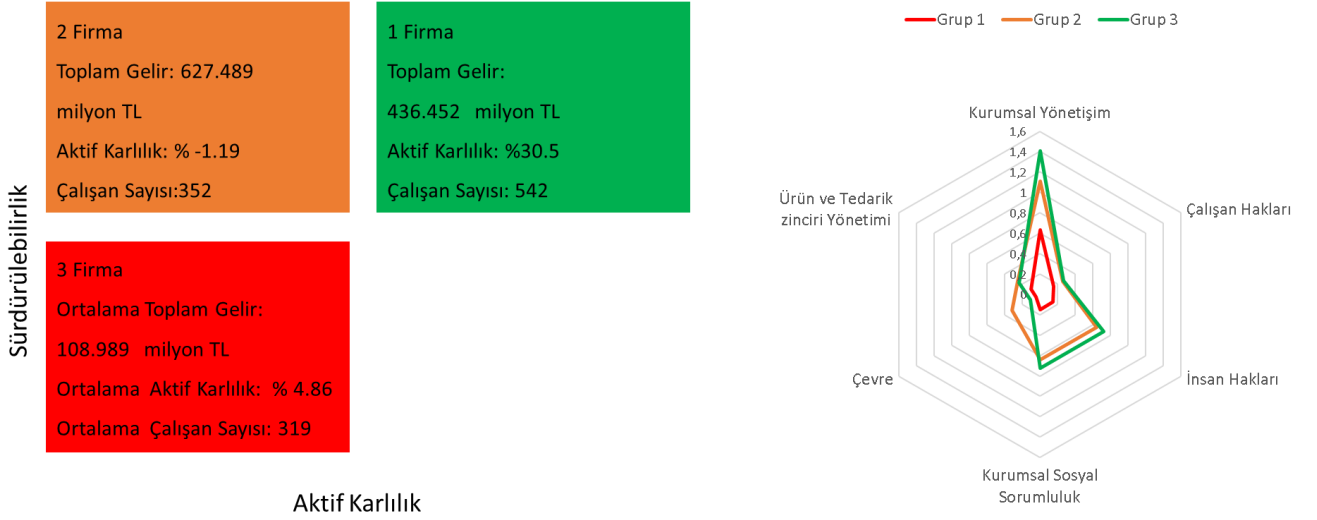 2 Firma
Toplam Gelir: 627.489
milyon TL
Aktif Karlılık: % -1.19
Çalışan Sayısı:352
1 Firma
Toplam Gelir:
436.452 milyon TL
Aktif Karlılık: %30.5
Çalışan Sayısı: 542
3 Firma
Ortalama Toplam Gelir:
108.989 milyon TL
Ortalama Aktif Karlılık: % 4.86
Ortalama Çalışan Sayısı: 319
Sürdürülebilirlik
Aktif Karlılık
Grup 1
Grup 2
Grup 3
Kurumsal Yönetişim
1,6
1,4
1,2
1
0,8
0,6
0,4
0,2
0
Çalışan Hakları
İnsan Hakları
Kurumsal Sosyal
Sorumluluk
Çevre
Ürün ve Tedarik
zinciri Yönetimi